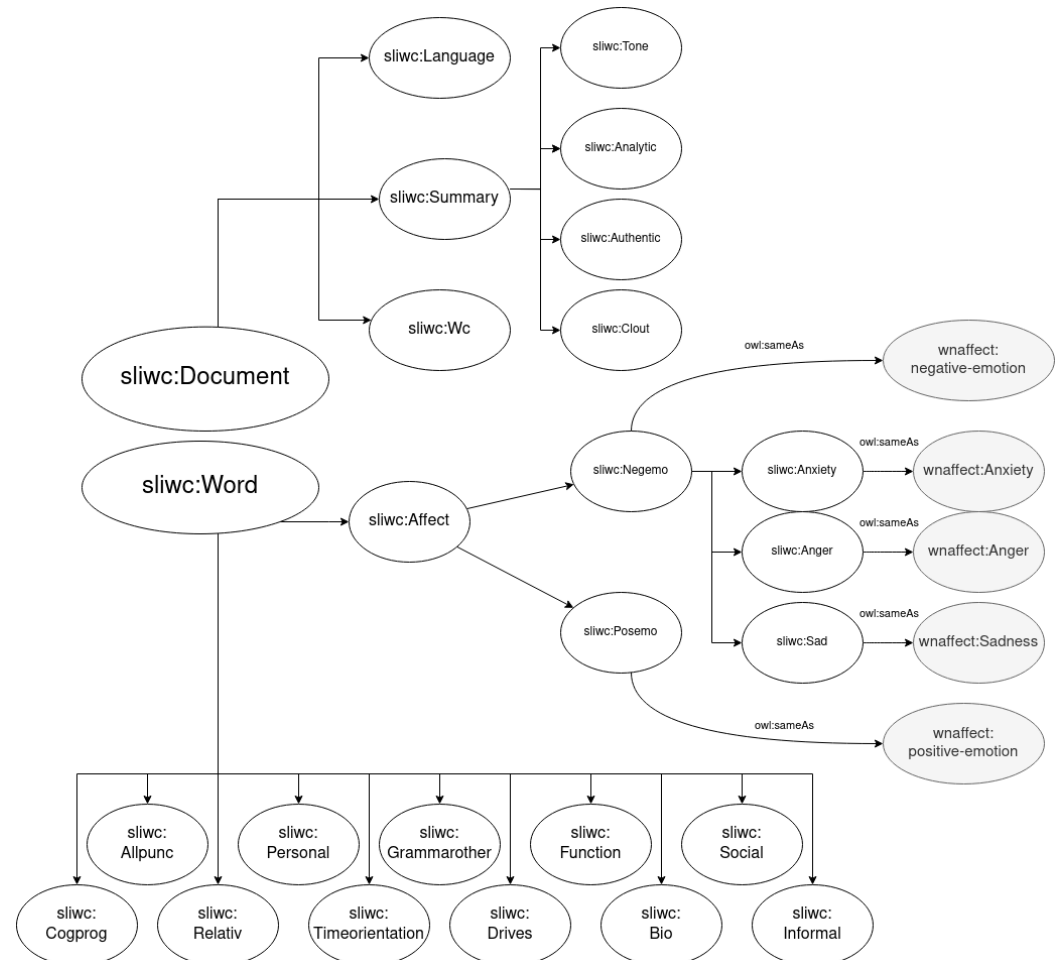 sliwc:Language
sliwc:Tone
sliwc:Analytic
sliwc:Summary
sliwc:Authentic
sliwc:Wc
sliwc:Clout
sliwc:Document
owl:sameAs
wnaffect:
negative-emotion
sliwc:Word
sliwc:Affect
sliwc:Negemo
sliwc:Anxiety
owl:sameAs
wnaffect:Anxiety
sliwc:Anger
owl:sameAs
wnaffect:Anger
sliwc:Posemo
sliwc:Sad
owl:sameAs
wnaffect:Sadness
owl:sameAs
wnaffect:
positive-emotion
sliwc:
Allpunc
sliwc:
Personal
sliwc:
Grammarother
sliwc:
Function
sliwc:
Social
sliwc:
Cogprog
sliwc:
Relativ
sliwc:
Timeorientation
sliwc:
Drives
sliwc:
Bio
sliwc:
Informal